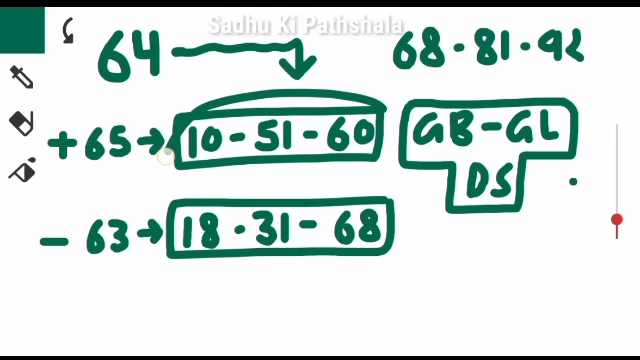 Sadhu Ki Pathshala
64 68 · 81 · 92
+ 65 → 10 - 51 - 60 GB - GL
DS
- 63 → 18 · 31 - 68